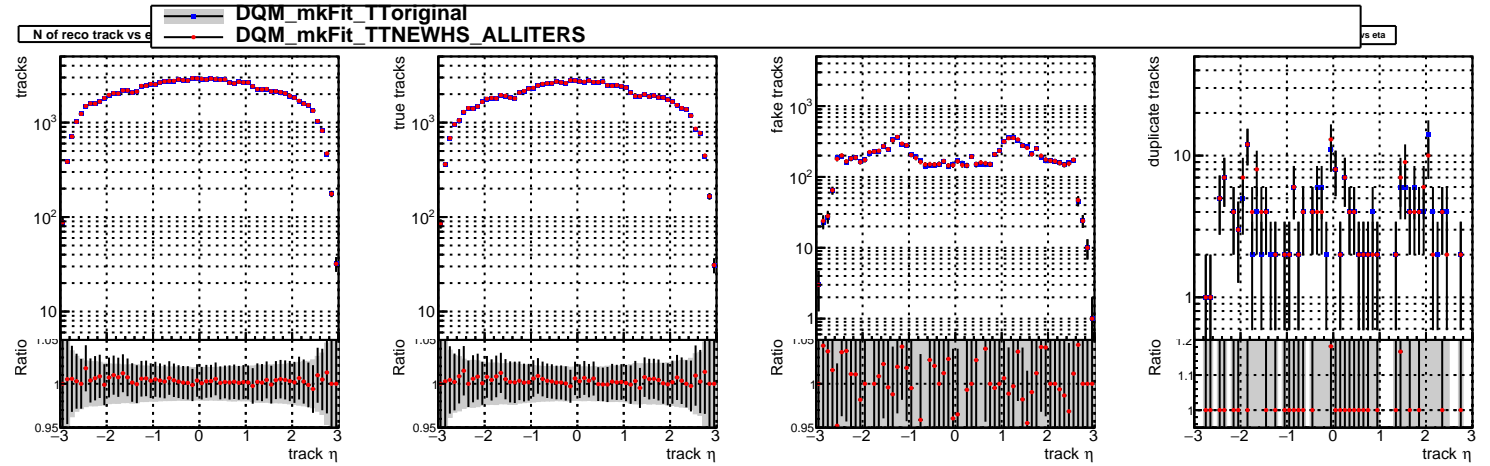 DQM_mkFit_TToriginal
DQM_mkFit_TTNEWHS_ALLITERS
N of reco track vs e
vs eta
tracks
10³
10²
10
Ratio
1.05
1
0.95
−3 −2 −1 0 1 2 3
track η
true tracks
10³
10²
10
Ratio
1.05
1
0.95
−3 −2 −1 0 1 2 3
track η
fake tracks
10³
10²
10
1
Ratio
1.05
1
0.95
−3 −2 −1 0 1 2 3
track η
duplicate tracks
10
1
Ratio
1.2
1.1
1
−3 −2 −1 0 1 2 3
track η